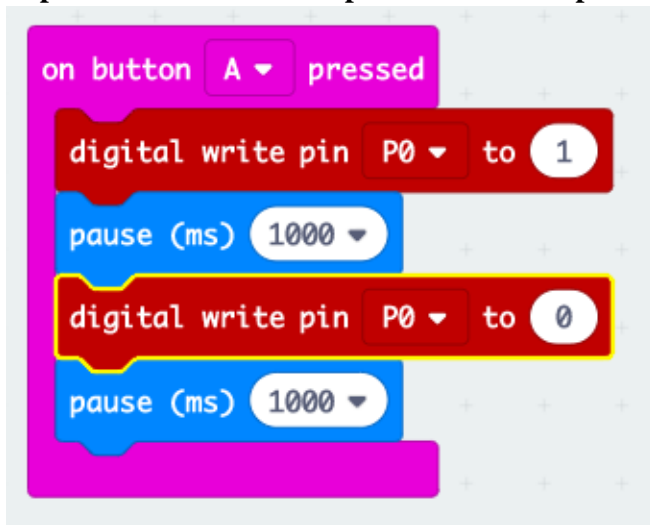 on button A pressed
digital write pin P0 to 1
pause (ms) 1000
digital write pin P0 to 0
pause (ms) 1000